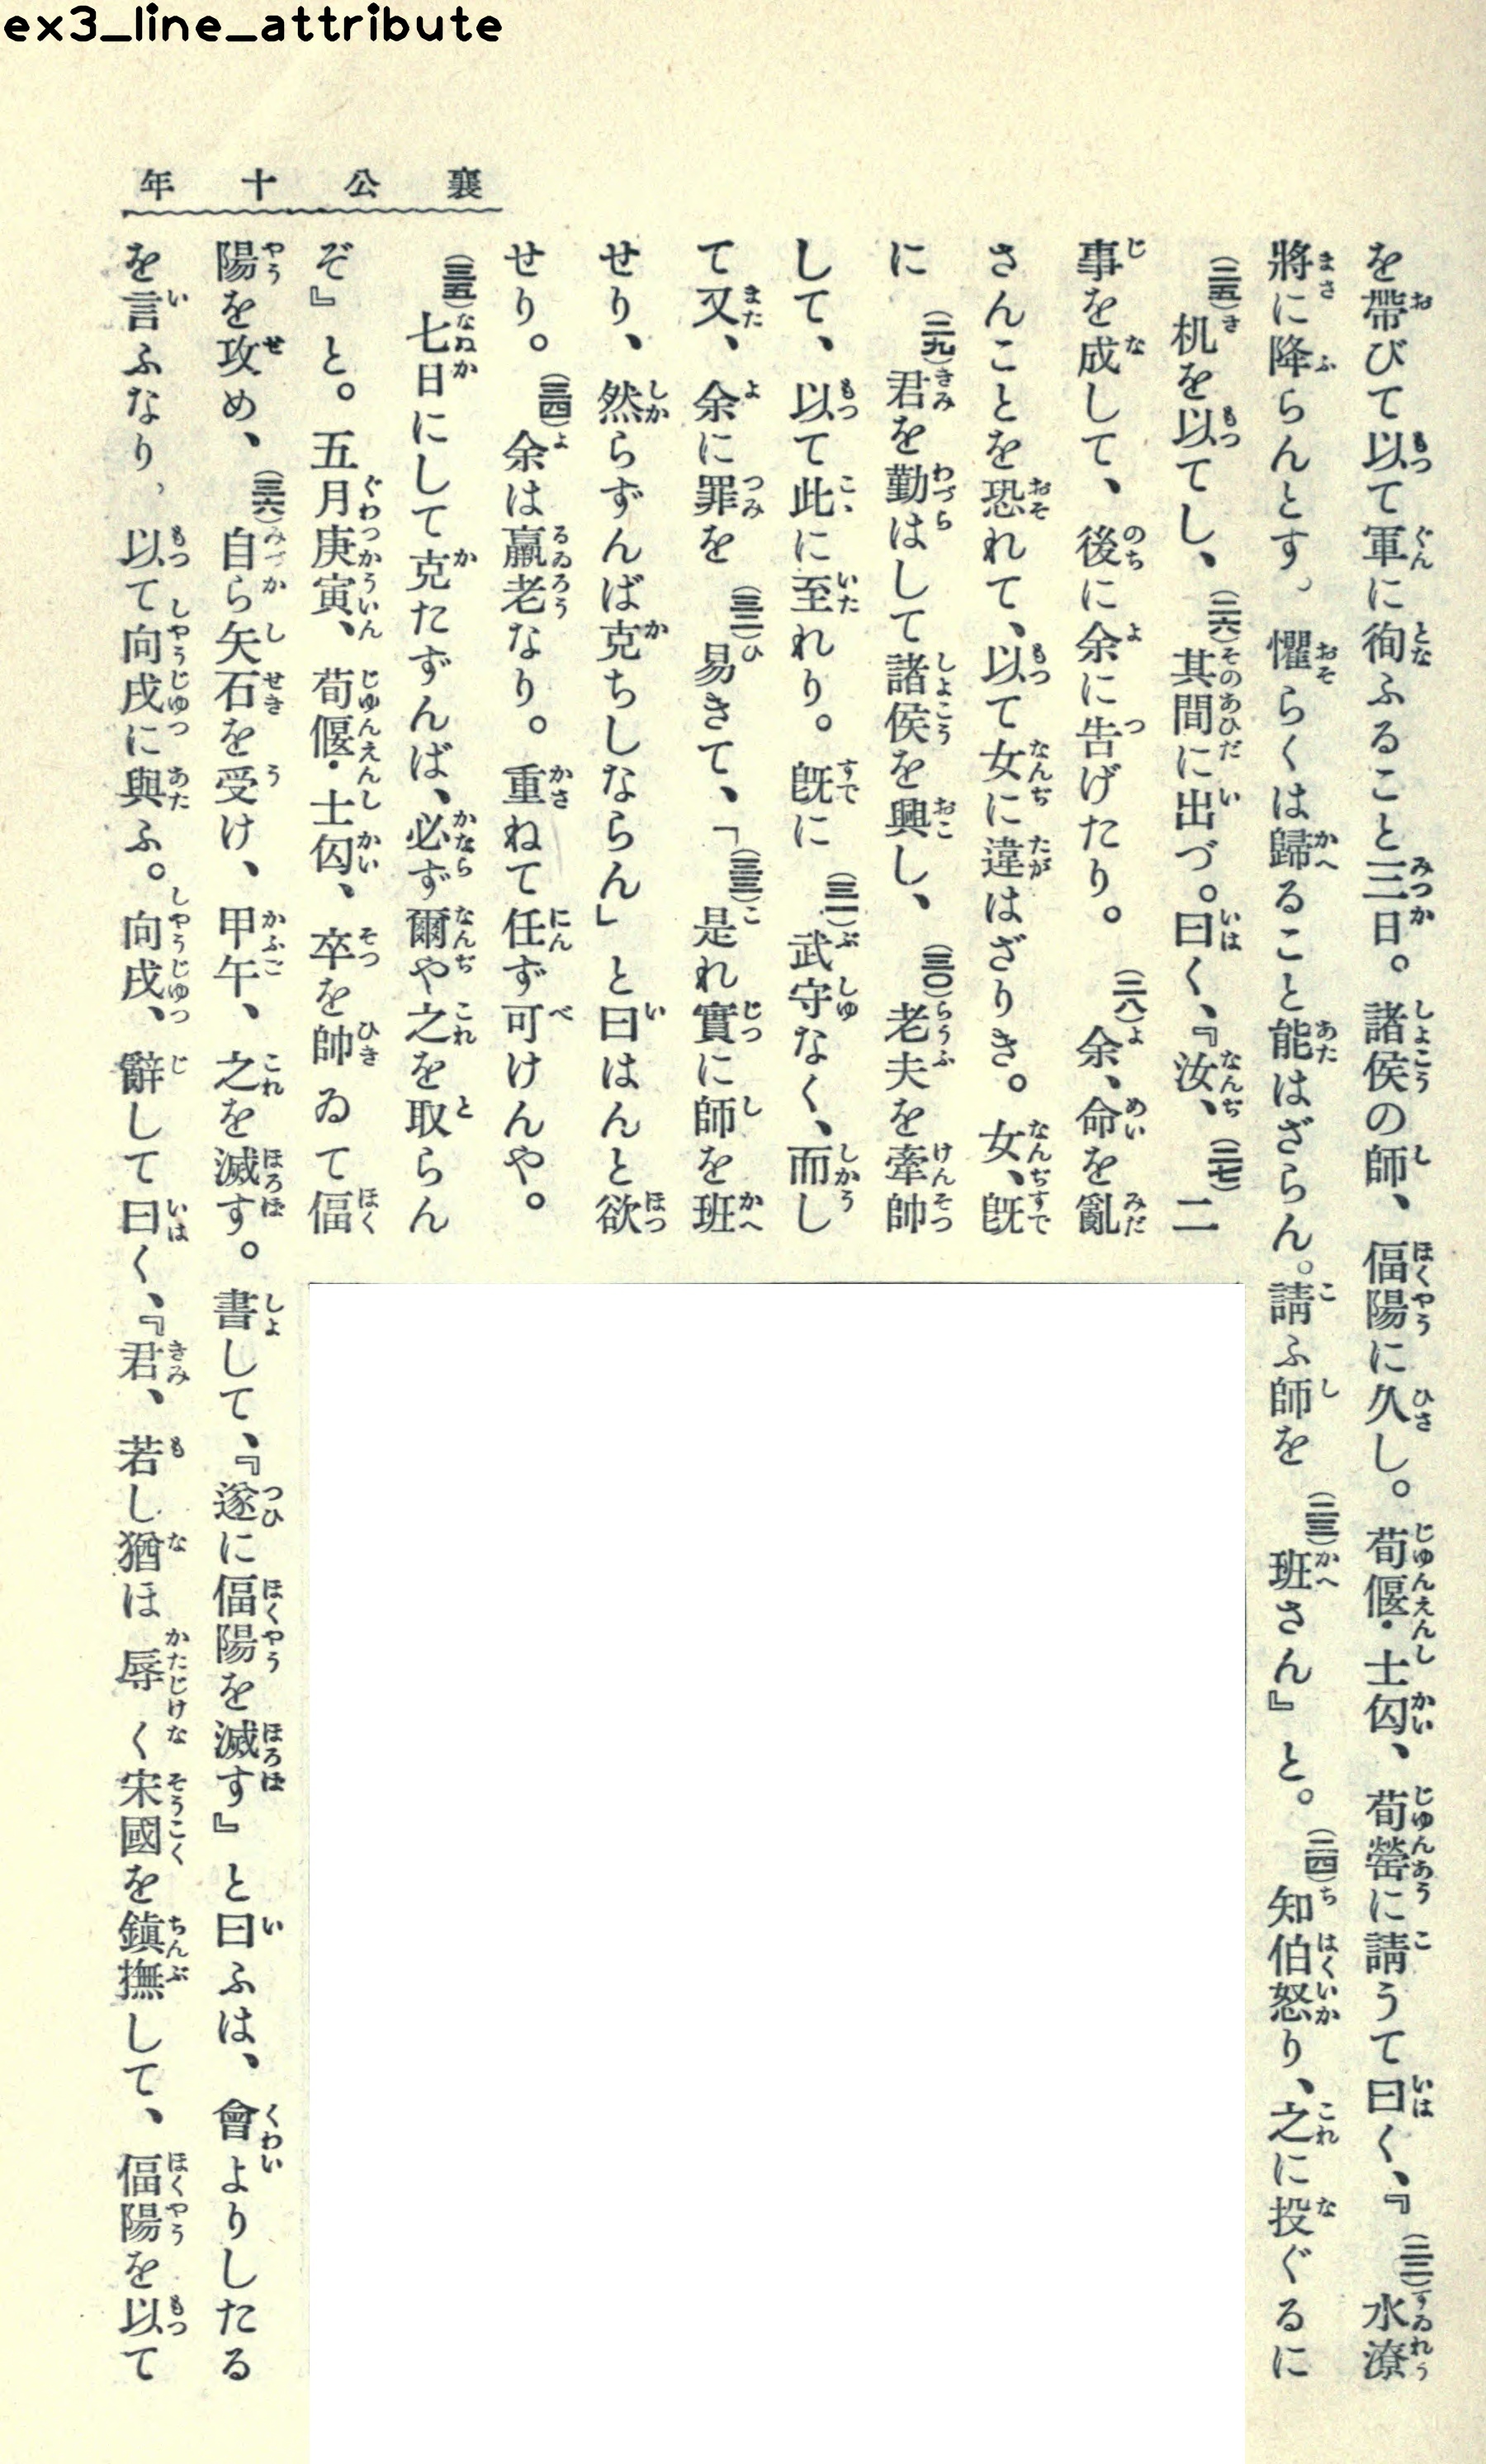 ex3_line_attribute
襄公十年
を帶びて以て軍に徇ふること三日。諸侯の師、偪陽に久し。荀偃・士匃、荀罃に請うて曰く、『(二二)水潦
將に降らんとす。懼らくは歸ること能はざらん。請ふ師を(二三)班さん』と。(二四)知伯怒り、之に投ぐるに
(二五)机を以てし、(二六)其間に出づ。曰く、『汝、(二七)二
事を成して、後に余に告げたり。(二八)余、命を亂
さんことを恐れて、以て女に違はざりき。女、既
に(二九)君を勤はして諸侯を興し、(三〇)老夫を牽帥
して、以て此に至れり。既に(三一)武守なく、而し
て又、余に罪を(三二)易きて、「(三三)是れ實に師を班
せり、然らずんば克ちしならん」と曰はんと欲
せり。(三四)余は羸老なり。重ねて任ず可けんや。
(三五)七日にして克たずんば、必ず爾や之を取らん
ぞ』と。五月庚寅、荀偃・士匃、卒を帥ゐて偪
陽を攻め、(三六)自ら矢石を受け、甲午、之を滅す。書して、『遂に偪陽を滅す』と曰ふは、會よりしたる
を言ふなり、以て向戌に與ふ。向戌、辭して曰く、『君、若し猶ほ辱く宋國を鎭撫して、偪陽を以て